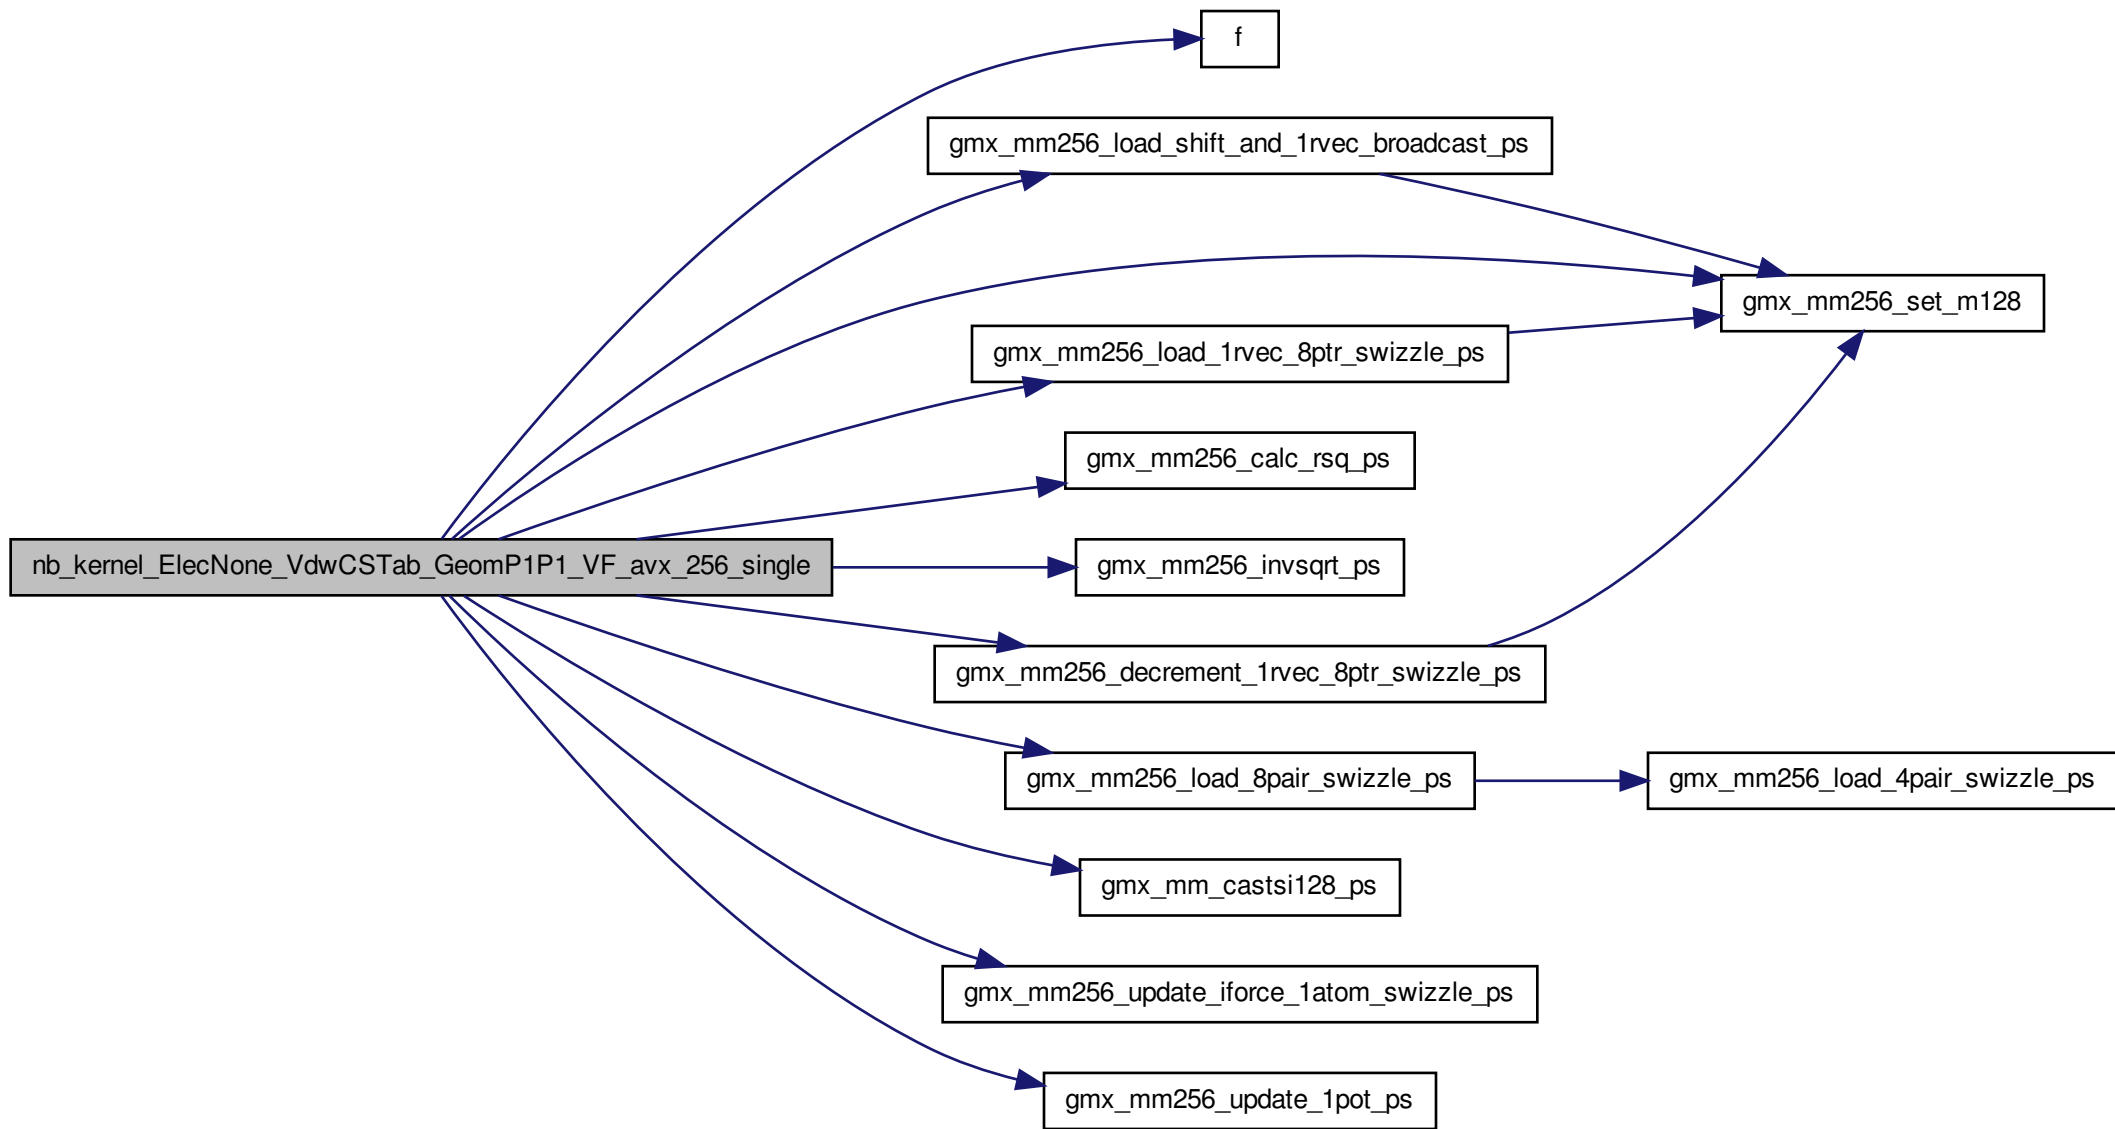 f
gmx_mm256_load_shift_and_1rvec_broadcast_ps
gmx_mm256_set_m128
gmx_mm256_load_1rvec_8ptr_swizzle_ps
gmx_mm256_calc_rsq_ps
nb_kernel_ElecNone_VdwCSTab_GeomP1P1_VF_avx_256_single
gmx_mm256_invsqrt_ps
gmx_mm256_decrement_1rvec_8ptr_swizzle_ps
gmx_mm256_load_8pair_swizzle_ps
gmx_mm256_load_4pair_swizzle_ps
gmx_mm_castsi128_ps
gmx_mm256_update_iforce_1atom_swizzle_ps
gmx_mm256_update_1pot_ps